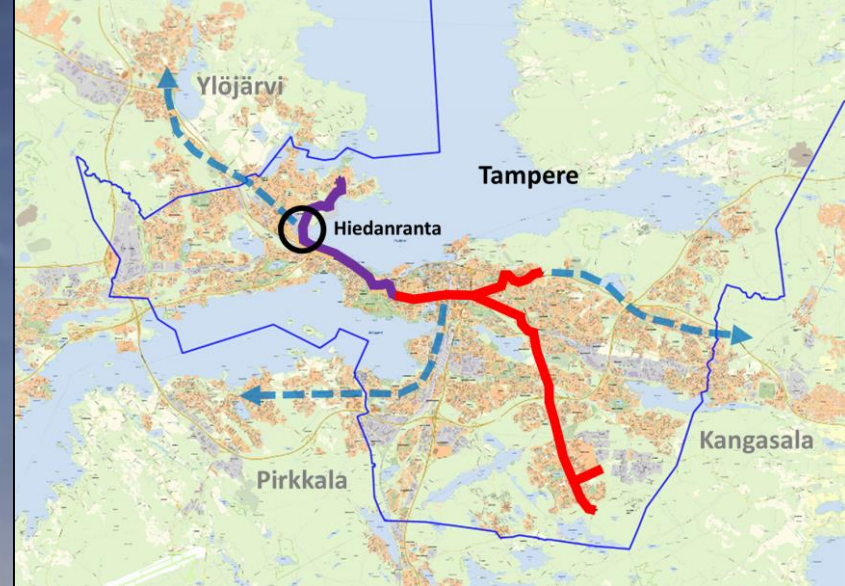 Ylöjärvi
Tampere
Hiedanranta
Kangasala
Pirkkala